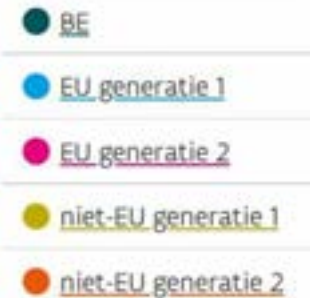 BE
EU generatie 1
EU generatie 2
niet-EU generatie 1
niet-EU generatie 2